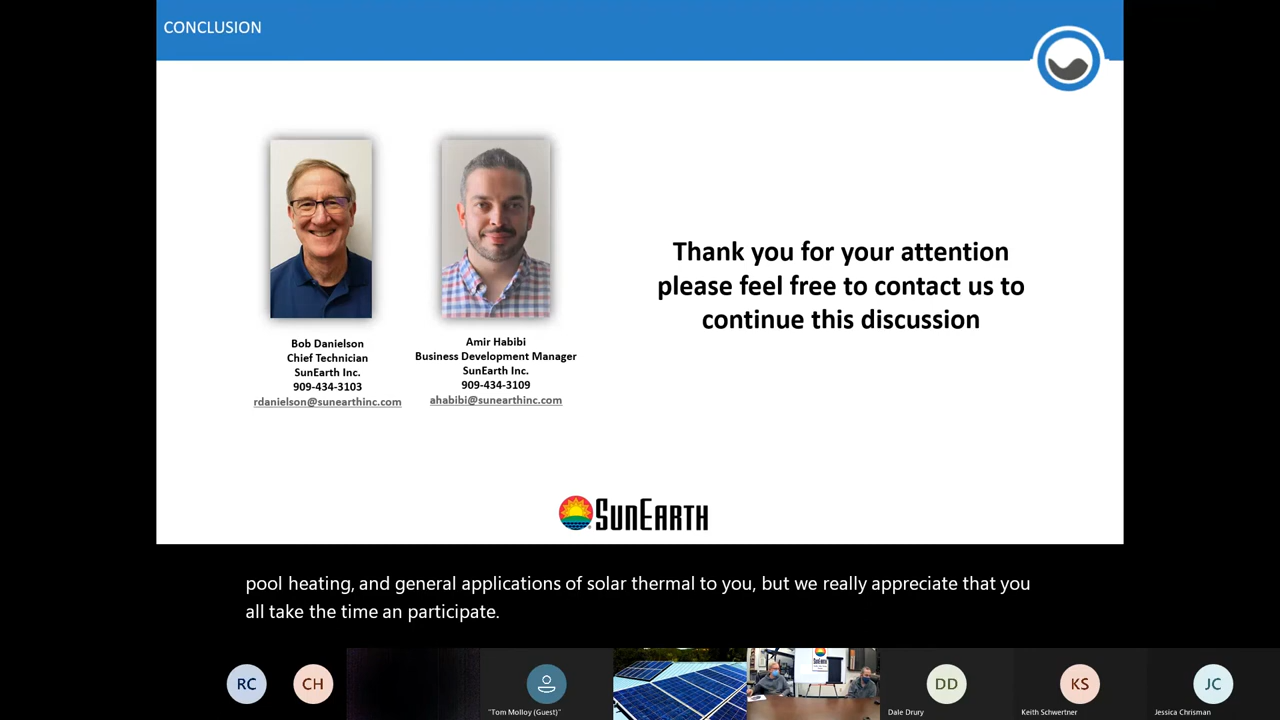 CONCLUSION
Thank you for your attention
please feel free to contact us to
continue this discussion
Bob Danielson
Chief Technician
SunEarth Inc.
909-434-3103
rdanielson@sunearthinc.com
Amir Habibi
Business Development Manager
SunEarth Inc.
909-434-3109
ahabibi@sunearthinc.com
SUNEARTH
pool heating, and general applications of solar thermal to you, but we really appreciate that you
all take the time an participate.
RC
CH
"Tom Molloy (Guest)"
DD
Dale Drury
KS
Keith Schwertner
JC
Jessica Chrisman